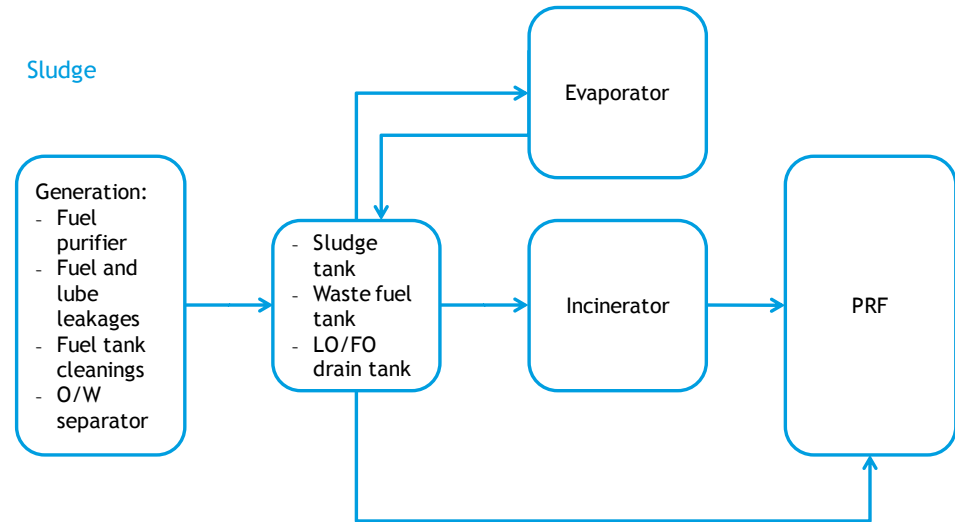 Sludge
Evaporator
Generation:
- Fuel
purifier
- Fuel and
lube
leakages
- Fuel tank
cleanings
- O/W
separator
- Sludge
tank
- Waste fuel
tank
- LO/FO
drain tank
Incinerator
PRF